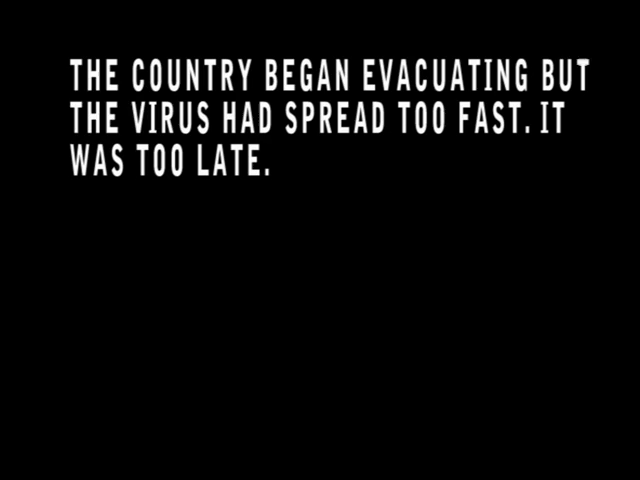 THE COUNTRY BEGAN EVACUATING BUT
THE VIRUS HAD SPREAD TOO FAST. IT
WAS TOO LATE.